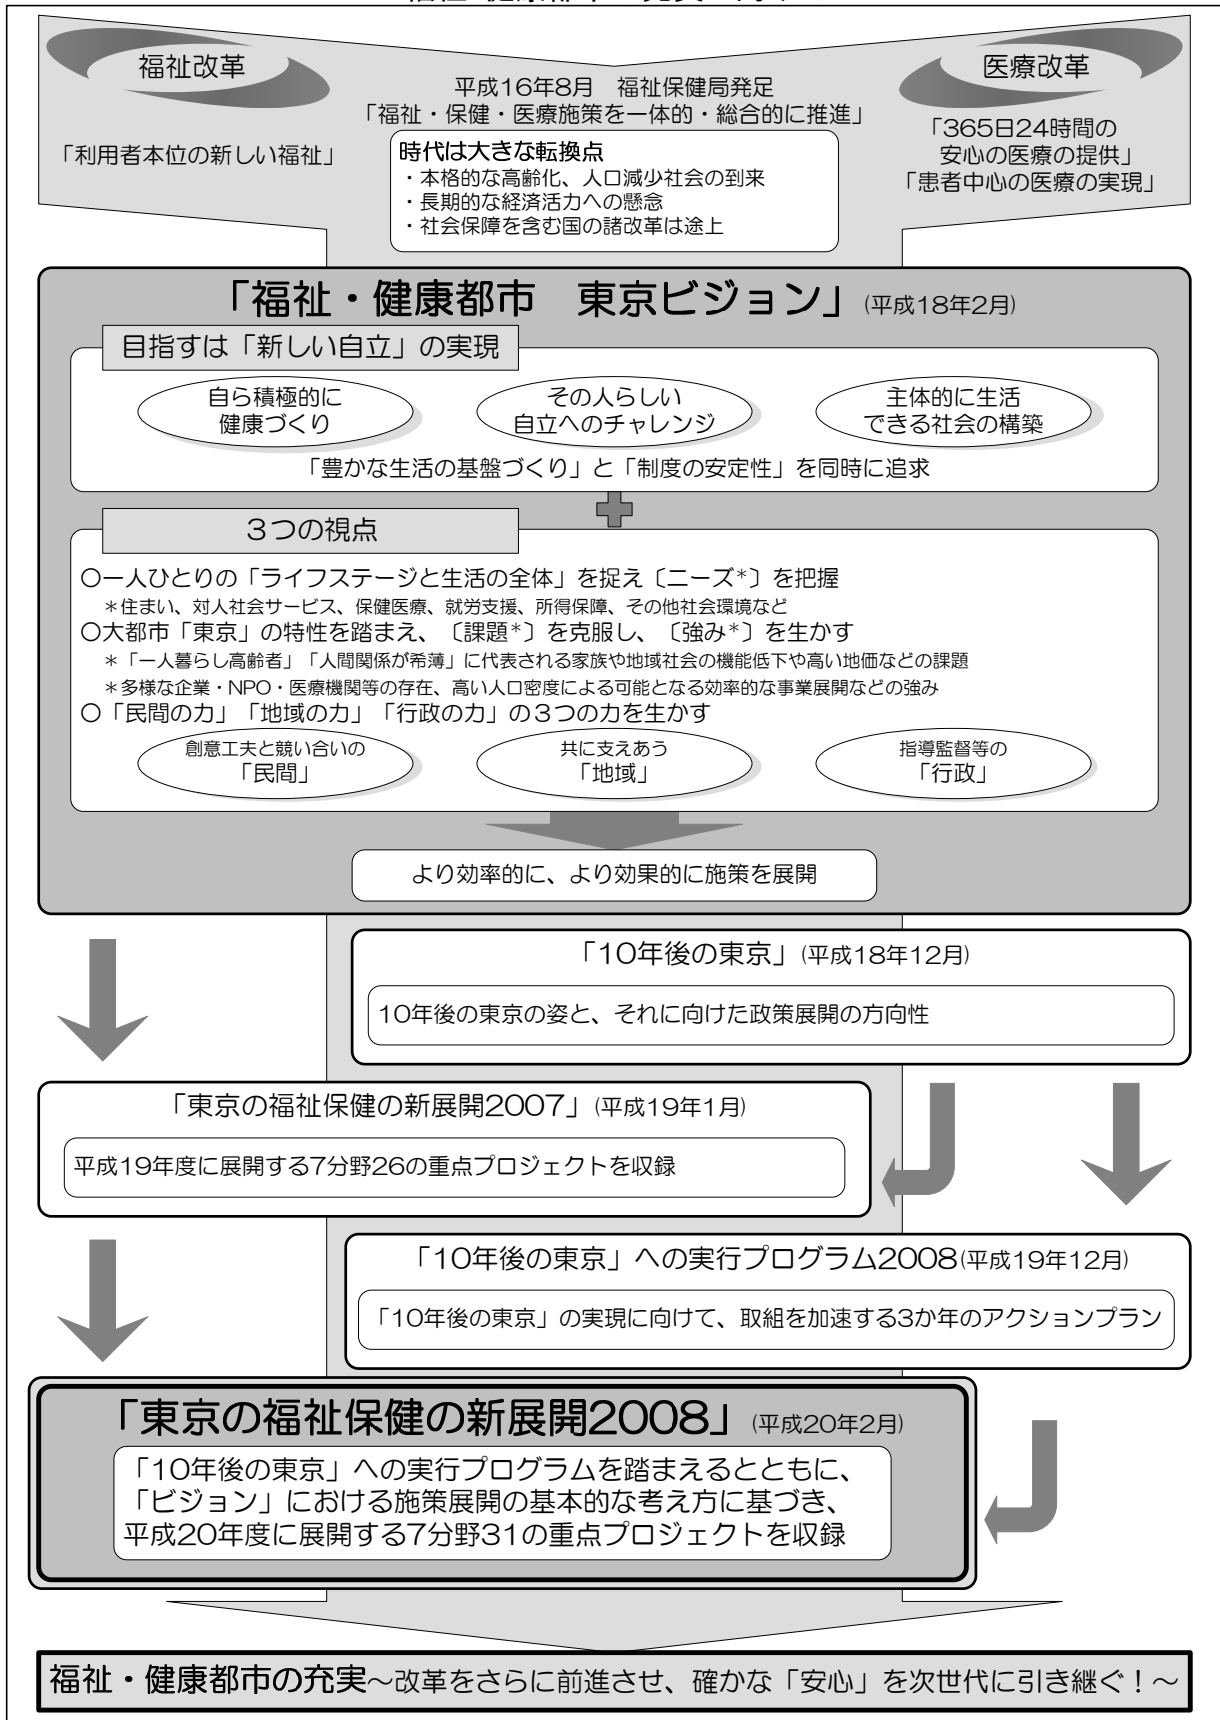 福祉改革
医療改革
平成16年8月 福祉保健局発足
「福祉・保健・医療施策を一体的・総合的に推進」
「利用者本位の新しい福祉」
「365日24時間の
安心の医療の提供」
「患者中心の医療の実現」
時代は大きな転換点
・本格的な高齢化、人口減少社会の到来
・長期的な経済活力への懸念
・社会保障を含む国の諸改革は途上
「福祉・健康都市 東京ビジョン」(平成18年2月)
目指すは「新しい自立」の実現
自ら積極的に
健康づくり
その人らしい
自立へのチャレンジ
主体的に生活
できる社会の構築
「豊かな生活の基盤づくり」と「制度の安定性」を同時に追求
3つの視点
○一人ひとりの「ライフステージと生活の全体」を捉え〔ニーズ*〕を把握
*住まい、対人社会サービス、保健医療、就労支援、所得保障、その他社会環境など
○大都市「東京」の特性を踏まえ、〔課題*〕を克服し、〔強み*〕を生かす
*「一人暮らし高齢者」「人間関係が希薄」に代表される家族や地域社会の機能低下や高い地価などの課題
*多様な企業・NPO・医療機関等の存在、高い人口密度による可能となる効率的な事業展開などの強み
○「民間の力」「地域の力」「行政の力」の3つの力を生かす
創意工夫と競い合いの
「民間」
共に支えあう
「地域」
指導監督等の
「行政」
より効率的に、より効果的に施策を展開
「10年後の東京」(平成18年12月)
10年後の東京の姿と、それに向けた政策展開の方向性
「東京の福祉保健の新展開2007」(平成19年1月)
平成19年度に展開する7分野26の重点プロジェクトを収録
「10年後の東京」への実行プログラム2008(平成19年12月)
「10年後の東京」の実現に向けて、取組を加速する3か年のアクションプラン
「東京の福祉保健の新展開2008」(平成20年2月)
「10年後の東京」への実行プログラムを踏まえるとともに、
「ビジョン」における施策展開の基本的な考え方に基づき、
平成20年度に展開する7分野31の重点プロジェクトを収録
福祉・健康都市の充実~改革をさらに前進させ、確かな「安心」を次世代に引き継ぐ!~